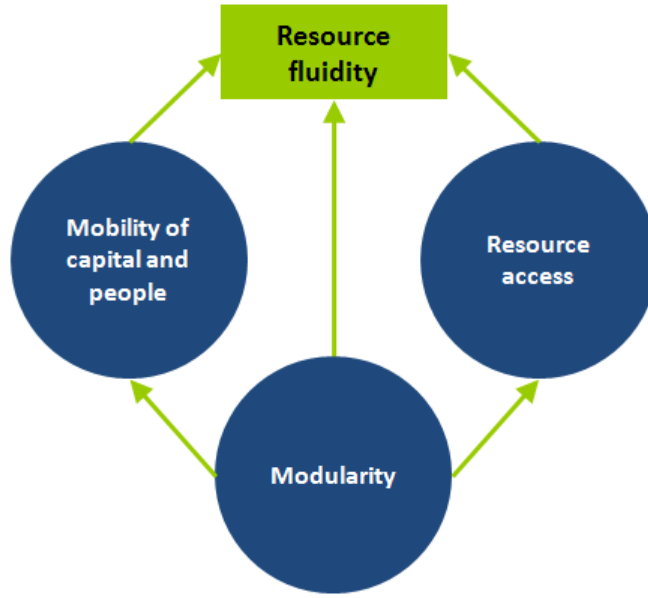 Resource
fluidity
Mobility of
capital and
people
Resource
access
Modularity